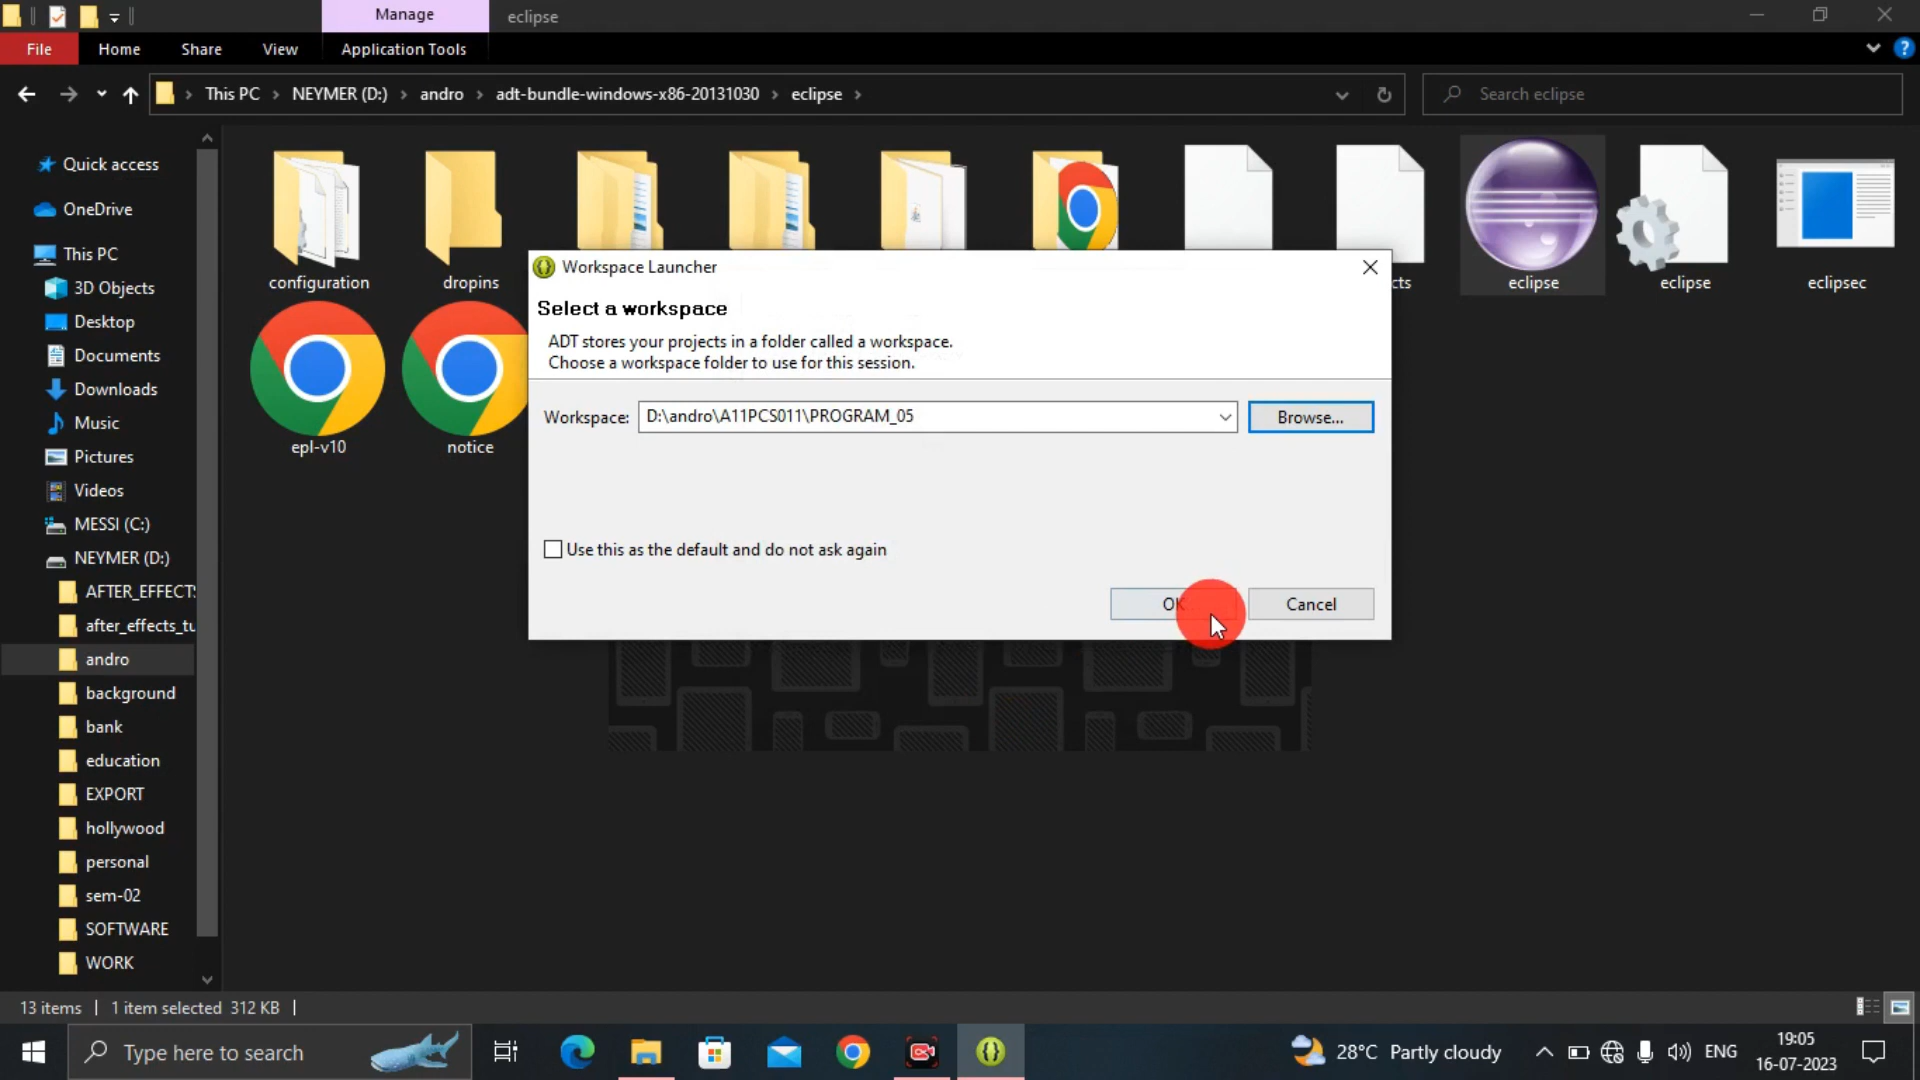 Manage
eclipse
File
Home
Share
View
Application Tools
This PC
NEYMER (D:)
andro
adt-bundle-windows-x86-20131030
eclipse
Search eclipse
Quick access
OneDrive
This PC
3D Objects
Desktop
Documents
Downloads
Music
Pictures
Videos
MESSI (C:)
NEYMER (D:)
AFTER_EFFECTS
after_effects_tu
andro
background
bank
education
EXPORT
hollywood
personal
sem-02
SOFTWARE
WORK
configuration
dropins
cts
eclipse
eclipse
eclipsec
epl-v10
notice
Workspace Launcher
Select a workspace
ADT stores your projects in a folder called a workspace.
Choose a workspace folder to use for this session.
Workspace: D:\andro\A11PCS011\PROGRAM_05
Browse...
Use this as the default and do not ask again
OK
Cancel
13 items
1 item selected 312 KB
Type here to search
28°C Partly cloudy
ENG
19:05
16-07-2023